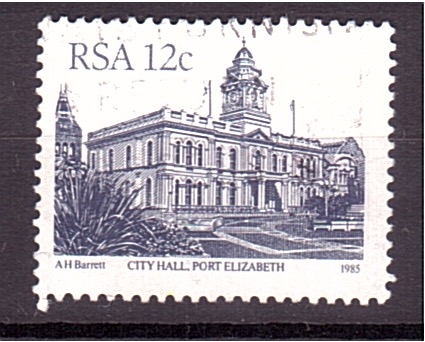 RSA 12c
A H Barrett CITY HALL, PORT ELIZABETH 1985